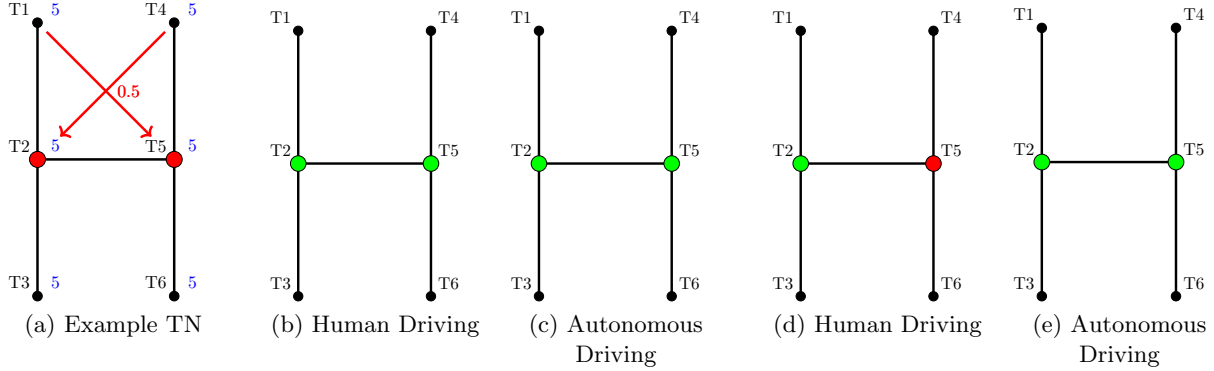 T1 5 T4 5
0.5
T2 5 T5 5
T3 5 T6 5
(a) Example TN
T1 T4
T2 T5
T3 T6
(b) Human Driving
T1 T4
T2 T5
T3 T6
(c) Autonomous
Driving
T1 T4
T2 T5
T3 T6
(d) Human Driving
T1 T4
T2 T5
T3 T6
(e) Autonomous
Driving